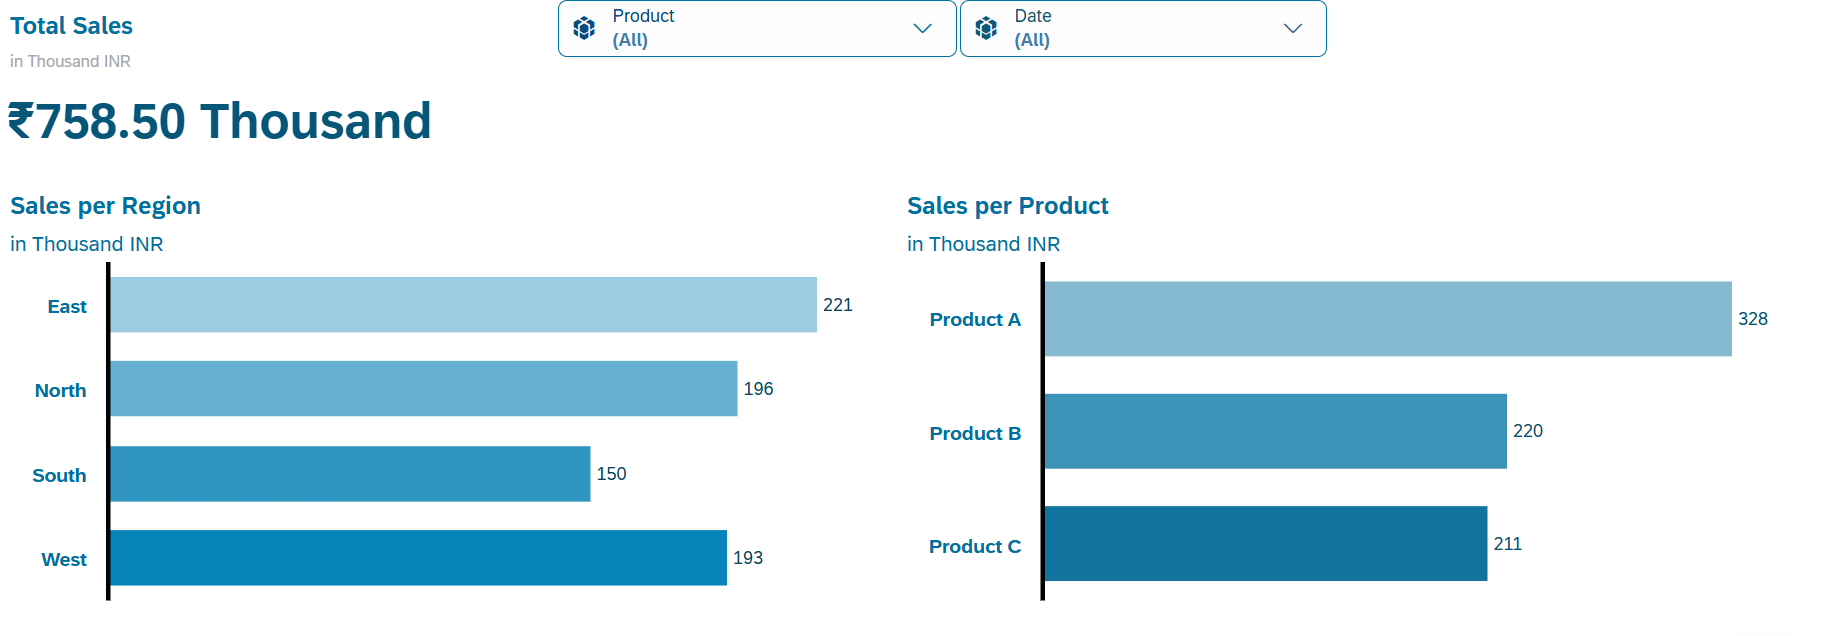 Total Sales
in Thousand INR
Product
(All)
Date
(All)
₹758.50 Thousand
Sales per Region
in Thousand INR
East 221
North 196
South 150
West 193
Sales per Product
in Thousand INR
Product A 328
Product B 220
Product C 211